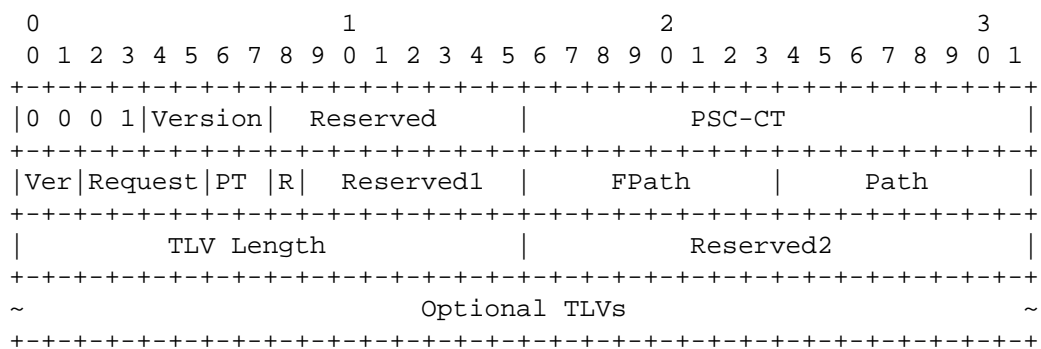 0                   1                   2                   3
 0 1 2 3 4 5 6 7 8 9 0 1 2 3 4 5 6 7 8 9 0 1 2 3 4 5 6 7 8 9 0 1
+-+-+-+-+-+-+-+-+-+-+-+-+-+-+-+-+-+-+-+-+-+-+-+-+-+-+-+-+-+-+-+-+
|0 0 0 1|Version|  Reserved     |          PSC-CT               |
+-+-+-+-+-+-+-+-+-+-+-+-+-+-+-+-+-+-+-+-+-+-+-+-+-+-+-+-+-+-+-+-+
|Ver|Request|PT |R|  Reserved1  |     FPath     |     Path      |
+-+-+-+-+-+-+-+-+-+-+-+-+-+-+-+-+-+-+-+-+-+-+-+-+-+-+-+-+-+-+-+-+
|         TLV Length            |          Reserved2            |
+-+-+-+-+-+-+-+-+-+-+-+-+-+-+-+-+-+-+-+-+-+-+-+-+-+-+-+-+-+-+-+-+
~                         Optional TLVs                         ~
+-+-+-+-+-+-+-+-+-+-+-+-+-+-+-+-+-+-+-+-+-+-+-+-+-+-+-+-+-+-+-+-+